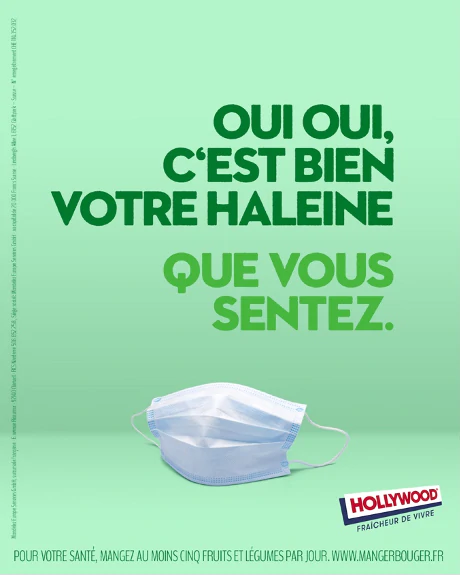 OUI OUI,
C'EST BIEN
VOTRE HALEINE
QUE VOUS
SENTEZ.
HOLLYWOOD
FRAÎCHEUR DE VIVRE
POUR VOTRE SANTÉ, MANGEZ AU MOINS CINQ FRUITS ET LÉGUMES PAR JOUR. WWW.MANGERBOUGER.FR